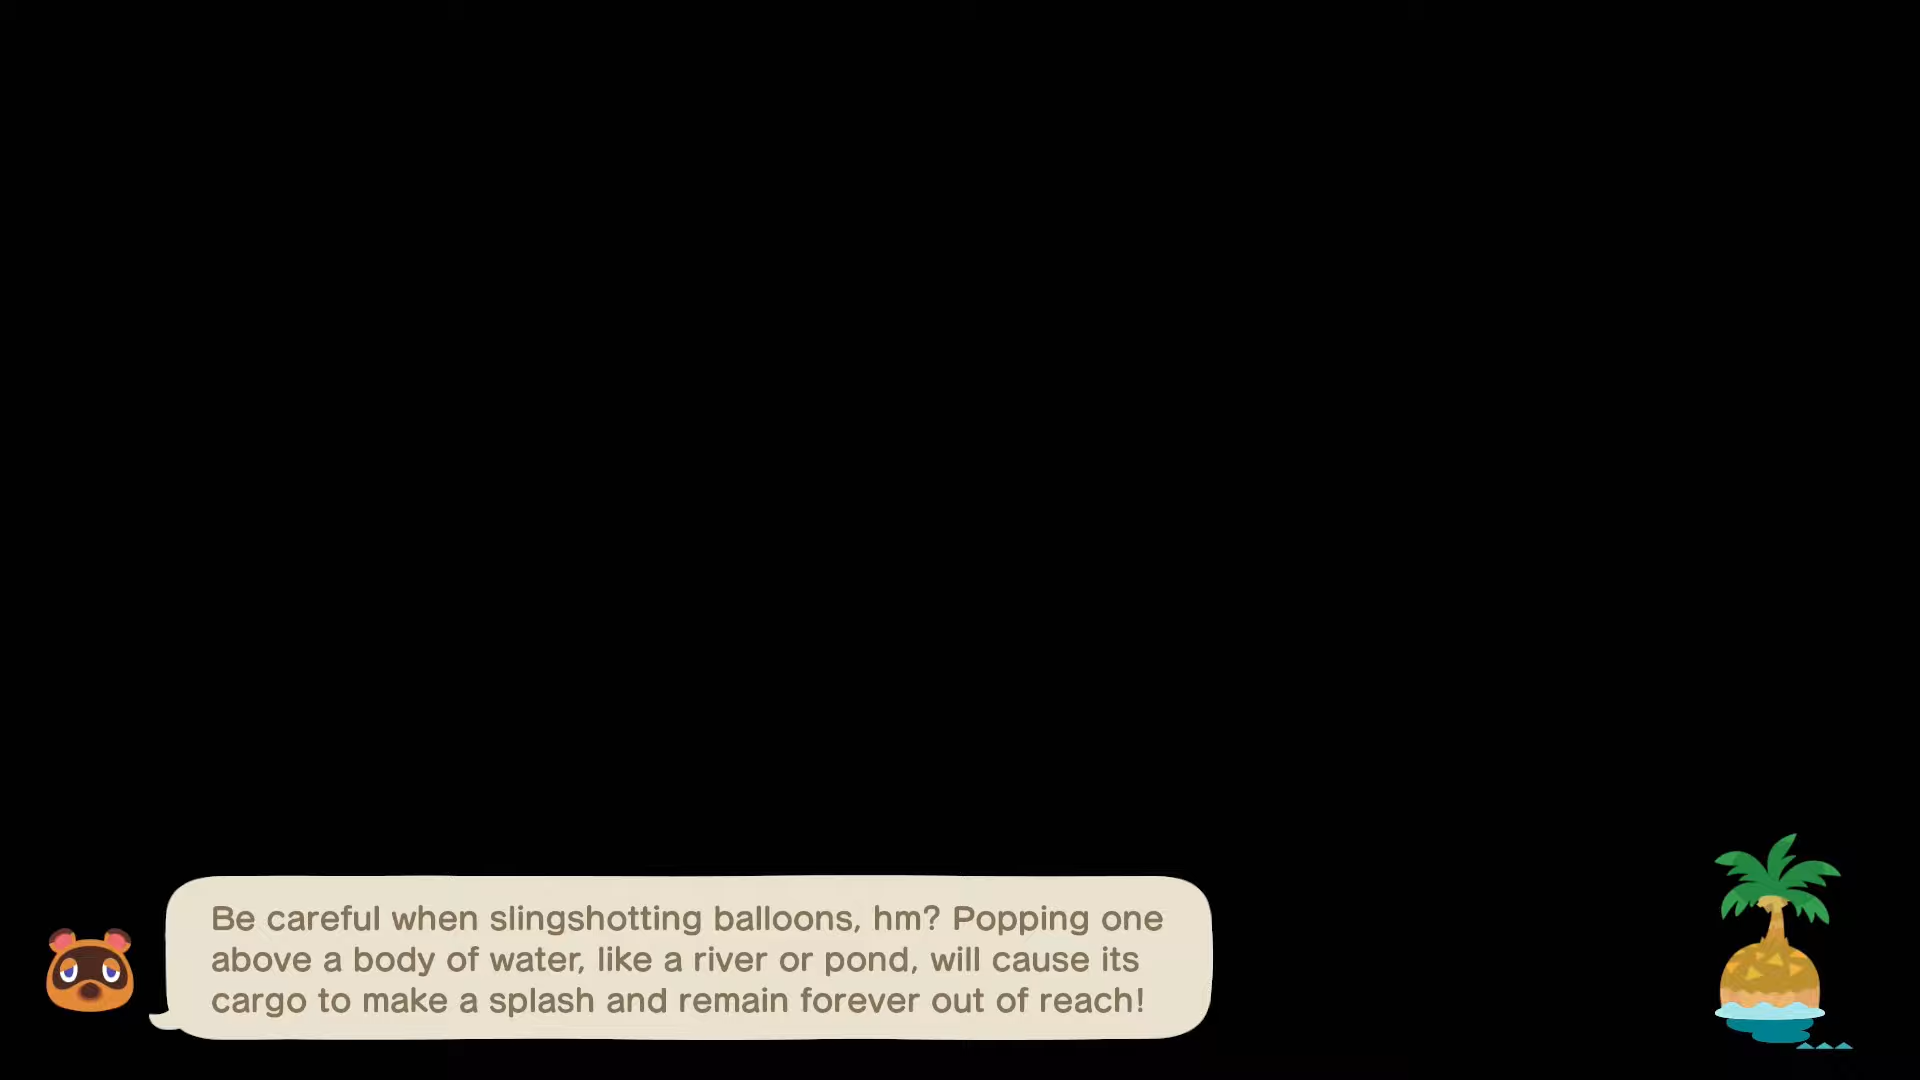 Be careful when slingshotting balloons, hm? Popping one
above a body of water, like a river or pond, will cause its
cargo to make a splash and remain forever out of reach!